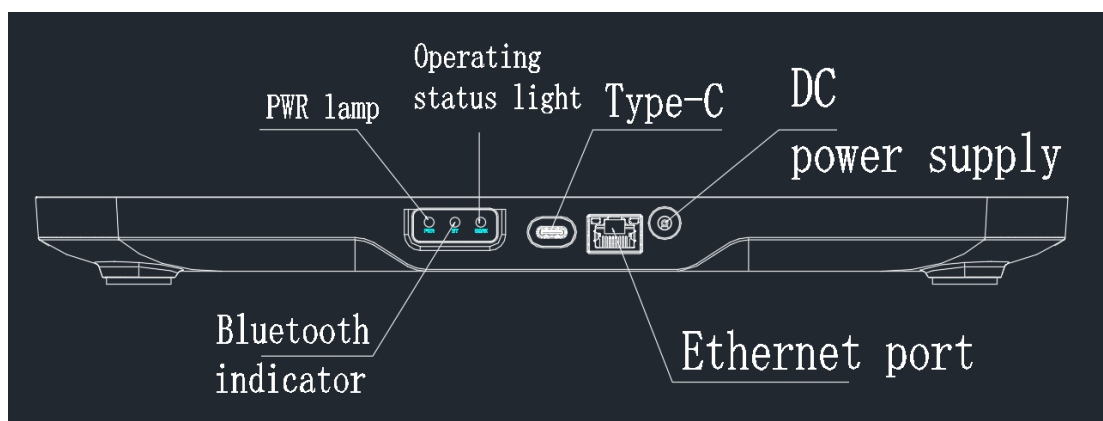 Operating
status light
PWR lamp
Type-C
DC
power supply
PWR
BT
Bluetooth
indicator
Ethernet port